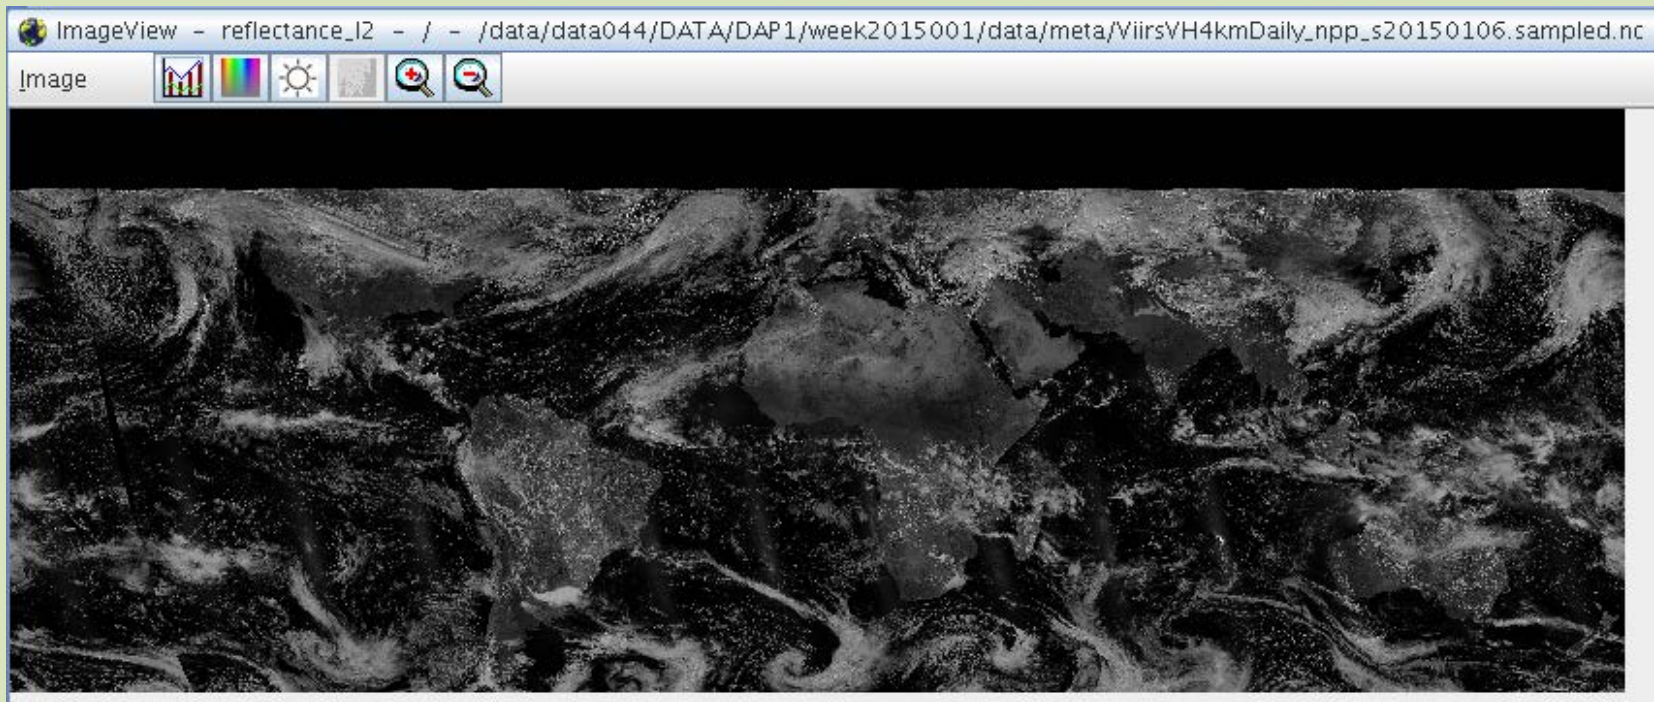 ImageView - reflectance_I2 - / - /data/data044/DATA/DAP1/week2015001/data/meta/ViirsVH4kmDaily_npp_s20150106.sampled.nc
Image